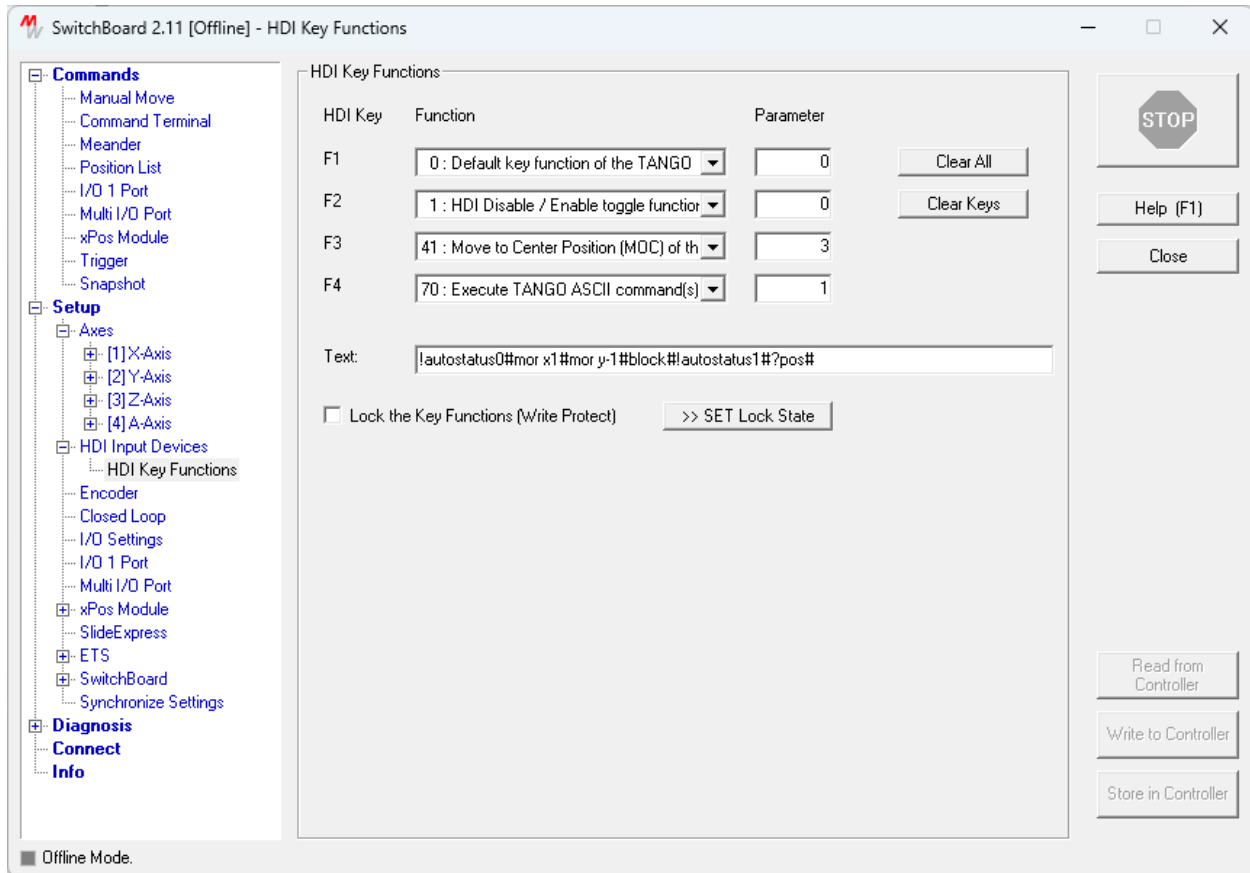 SwitchBoard 2.11 [Offline] - HDI Key Functions
Commands
Manual Move
Command Terminal
Meander
Position List
I/O 1 Port
Multi I/O Port
xPos Module
Trigger
Snapshot
Setup
Axes
[1] X-Axis
[2] Y-Axis
[3] Z-Axis
[4] A-Axis
HDI Input Devices
HDI Key Functions
Encoder
Closed Loop
I/O Settings
I/O 1 Port
Multi I/O Port
xPos Module
SlideExpress
ETS
SwitchBoard
Synchronize Settings
Diagnosis
Connect
Info
HDI Key Functions
HDI Key Function Parameter
F1 0 : Default key function of the TANGO 0 Clear All
F2 1 : HDI Disable / Enable toggle function 0 Clear Keys
F3 41 : Move to Center Position (MOC) of th 3
F4 70 : Execute TANGO ASCII command(s) 1
Text: !autostatus0#mor x1#mor y-1#block#!autostatus1#?pos#
Lock the Key Functions (Write Protect) >> SET Lock State
STOP
Help (F1)
Close
Read from
Controller
Write to Controller
Store in Controller
Offline Mode.